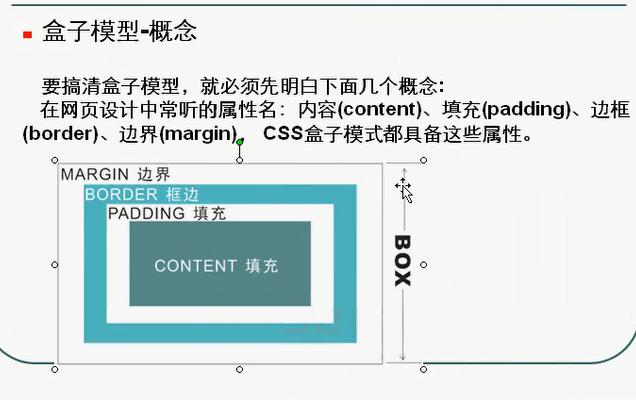 盒子模型-概念
要搞清盒子模型，就必须先明白下面几个概念:
在网页设计中常听的属性名：内容(content)、填充(padding)、边框
(border)、边界(margin)， CSS盒子模式都具备这些属性。
MARGIN 边界
BORDER 框边
PADDING 填充
CONTENT 填充
BOX